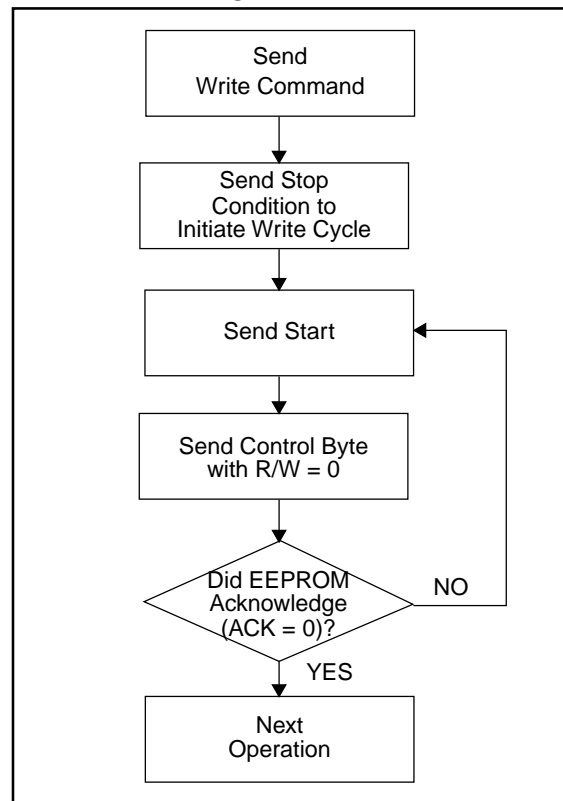 Send
Write Command
Send Stop
Condition to
Initiate Write Cycle
Send Start
Send Control Byte
with R/W = 0
Did EEPROM
Acknowledge
(ACK = 0)?
NO
YES
Next
Operation